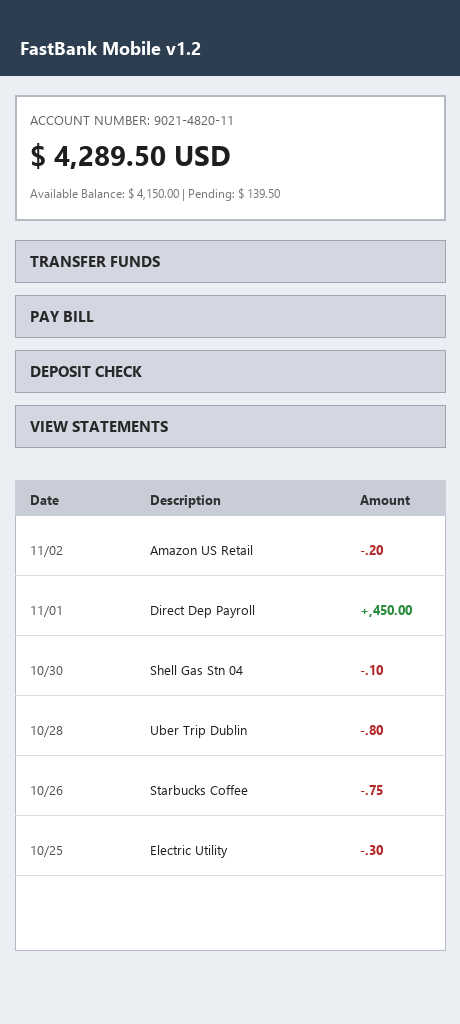 FastBank Mobile v1.2
ACCOUNT NUMBER: 9021-4820-11
$ 4,289.50 USD
Available Balance: $ 4,150.00 | Pending: $ 139.50
TRANSFER FUNDS
PAY BILL
DEPOSIT CHECK
VIEW STATEMENTS
Date Description Amount
11/02 Amazon US Retail -.20
11/01 Direct Dep Payroll +,450.00
10/30 Shell Gas Stn 04 -.10
10/28 Uber Trip Dublin -.80
10/26 Starbucks Coffee -.75
10/25 Electric Utility -.30